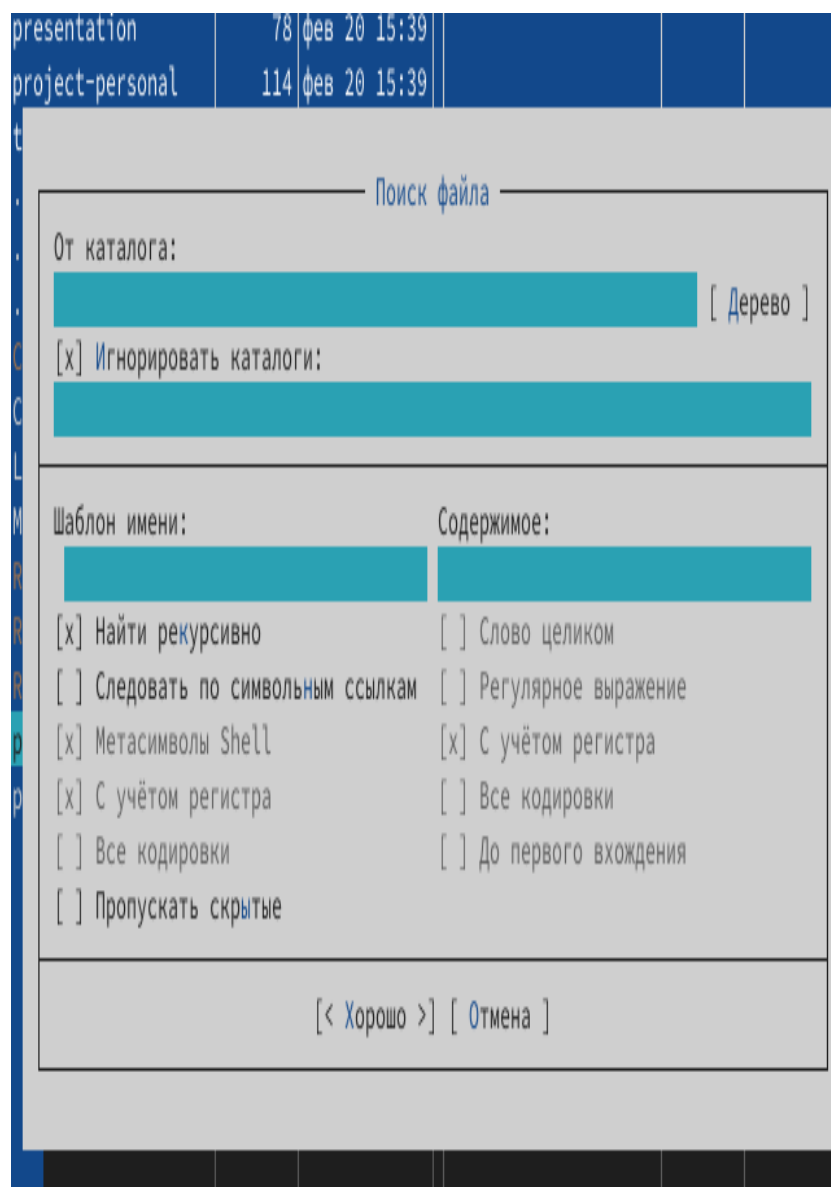 presentation 78 фев 20 15:39
project-personal 114 фев 20 15:39
t
.
Поиск файла
.
От каталога:
.
[ Дерево ]
C
[x] Игнорировать каталоги:
C
L
M
Шаблон имени: Содержимое:
R
R
[x] Найти рекурсивно [ ] Слово целиком
R
[ ] Следовать по символьным ссылкам [ ] Регулярное выражение
p
[x] Метасимволы Shell [x] С учётом регистра
p
[x] С учётом регистра [ ] Все кодировки
[ ] Все кодировки [ ] До первого вхождения
[ ] Пропускать скрытые
[< Хорошо >] [ Отмена ]